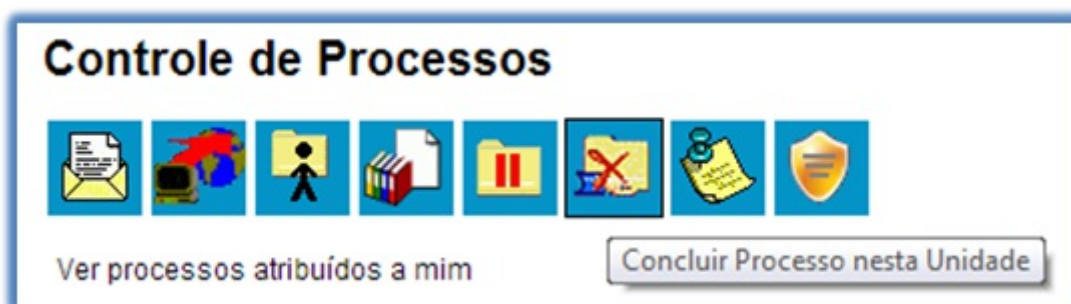 Controle de Processos
Ver processos atribuídos a mim
Concluir Processo nesta Unidade